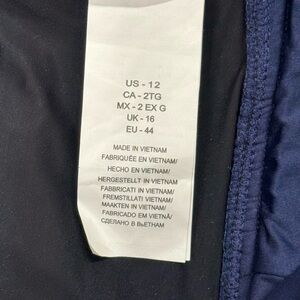 US - 12
CA - 2TG
MX - 2 EX G
UK - 16
EU - 44
MADE IN VIETNAM
FABRIQUÉE EN VIETNAM/
HECHO EN VIETNAM/
HERGESTELLT IN VIETNAM/
FABBRICATI IN VIETNAM/
FREMSTILLATI VIETNAM/
MAAKTEN IN VIETNAM/
FABRICADO EM VIETNÃ/
СДЕЛАНО В ВЬЕТНАМ